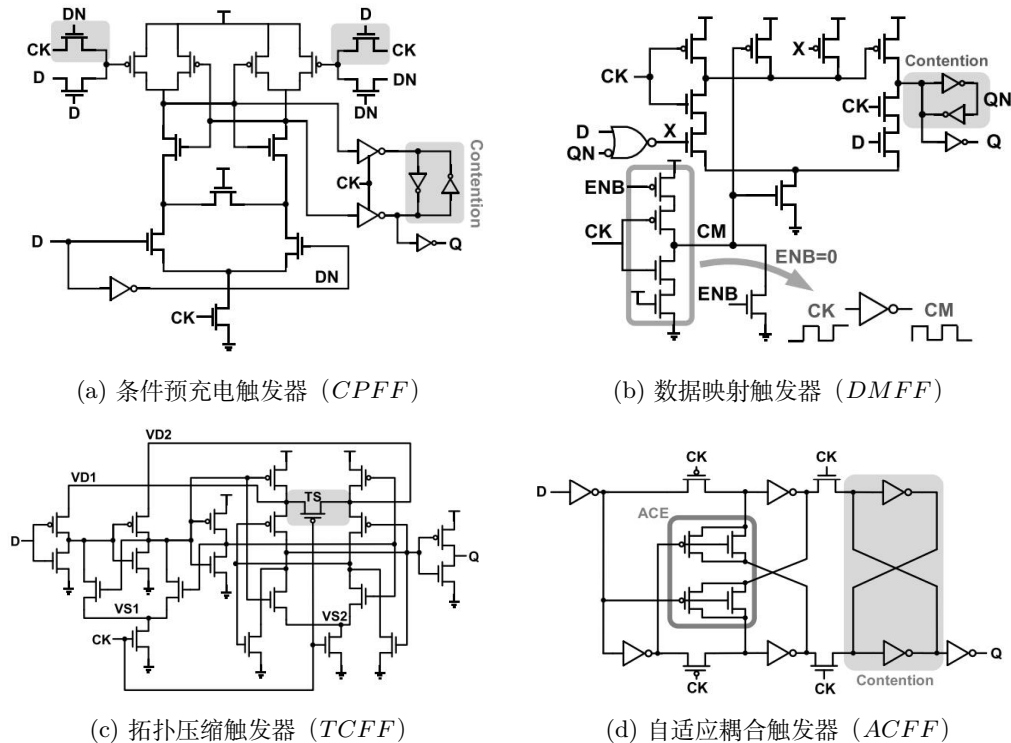 DN
D
CK
CK
D
DN
D
DN
CK
Contention
D
DN
Q
CK
X
CK
Contention
QN
CK
D
QN
X
D
Q
ENB
CK
CM
ENB=0
ENB
CK
CM
(a) 条件预充电触发器（CPFF）
(b) 数据映射触发器（DMFF）
VD2
VD1
TS
D
Q
VS1
VS2
CK
CK
CK
D
ACE
CK
CK
Contention
Q
(c) 拓扑压缩触发器（TCFF）
(d) 自适应耦合触发器（ACFF）